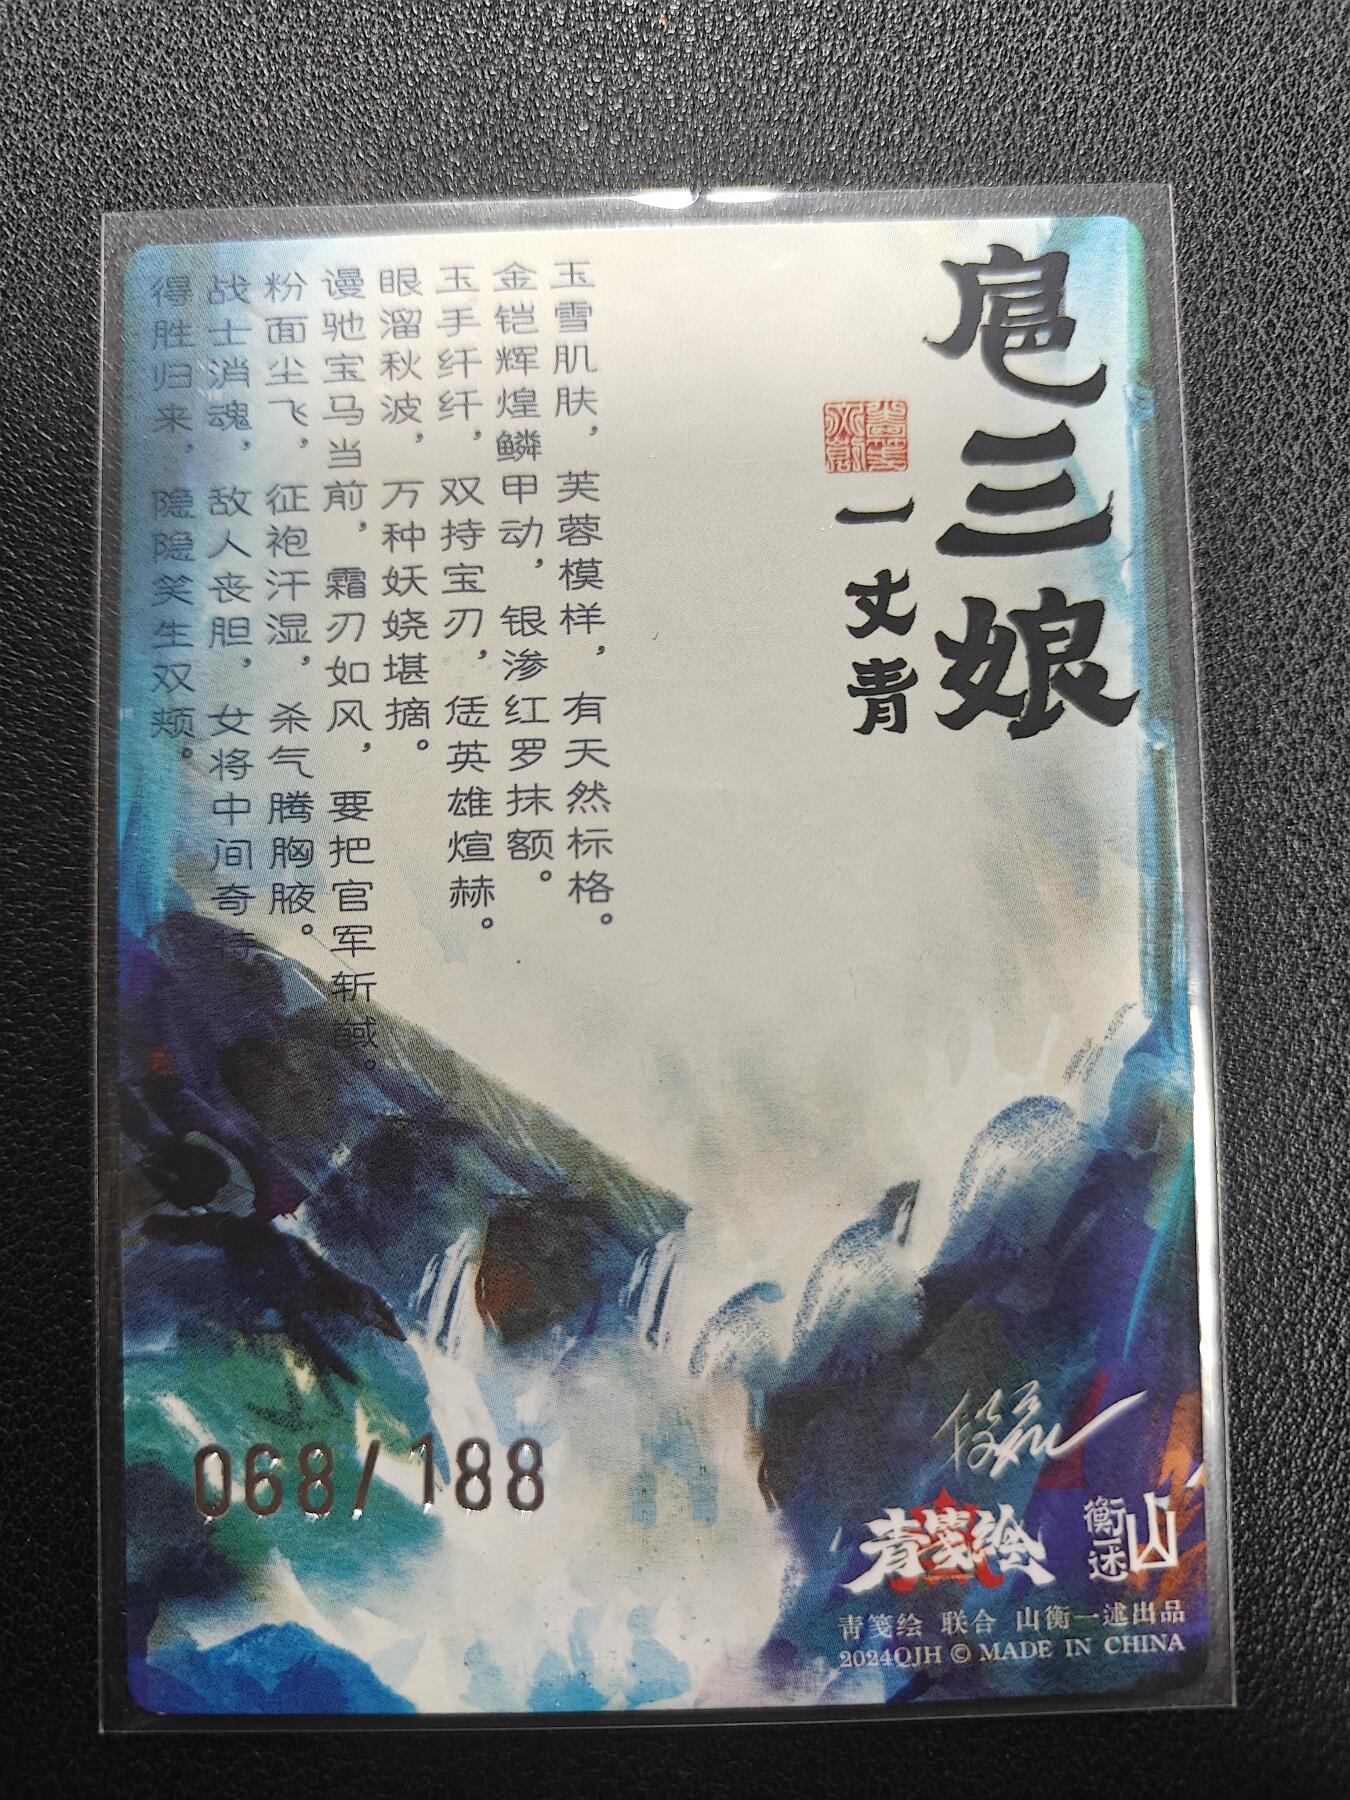 扈三娘
一丈青
玉雪肌肤，芙蓉模样，有天然标格。
金铠辉煌鳞甲动，银渗红罗抹额。
玉手纤纤，双持宝刃，恁英雄煊赫。
眼溜秋波，万种妖娆堪摘。
谩驰宝马当前，霜刃如风，要把官军斩馘。
粉面尘飞，征袍汗湿，杀气腾胸腋。
战士消魂，敌人丧胆，女将中间奇特。
得胜归来，隐隐笑生双颊。
068/188
青笺绘
山衡一述
青笺绘 联合 山衡一述出品
2024QJH © MADE IN CHINA